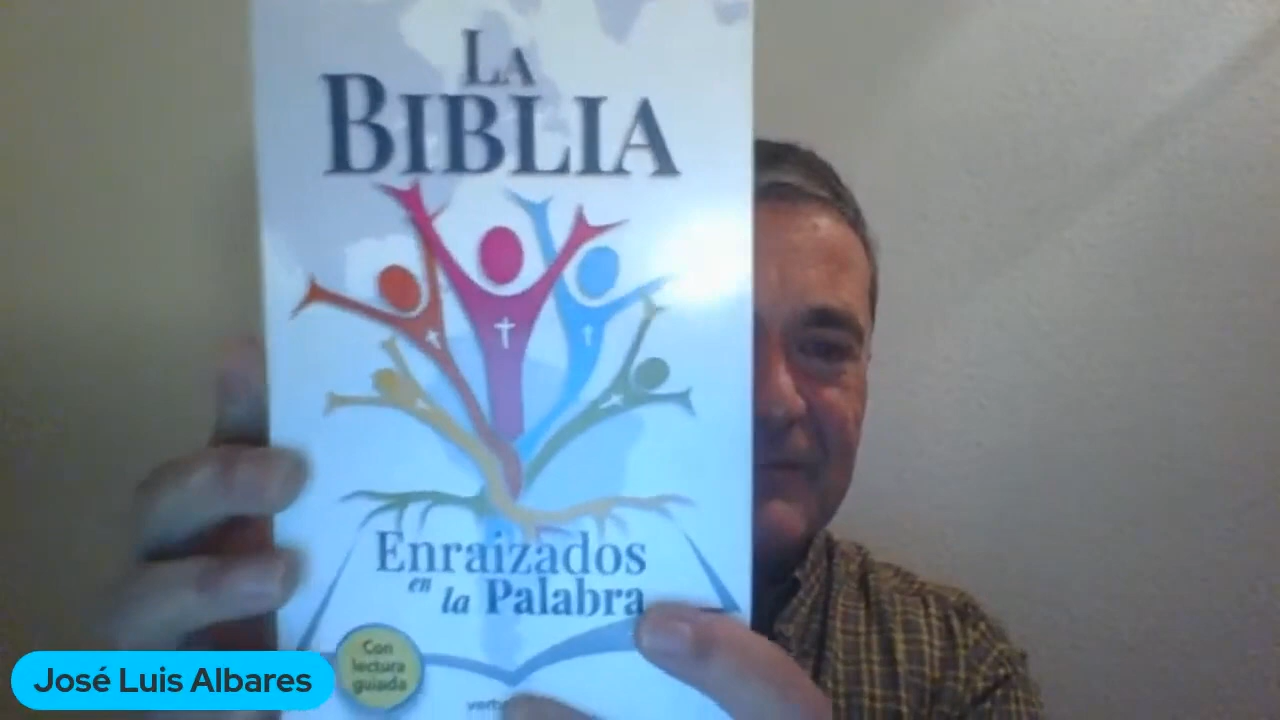 LA
BIBLIA
Enraizados
en la Palabra
Con
lectura
guiada
José Luis Albares